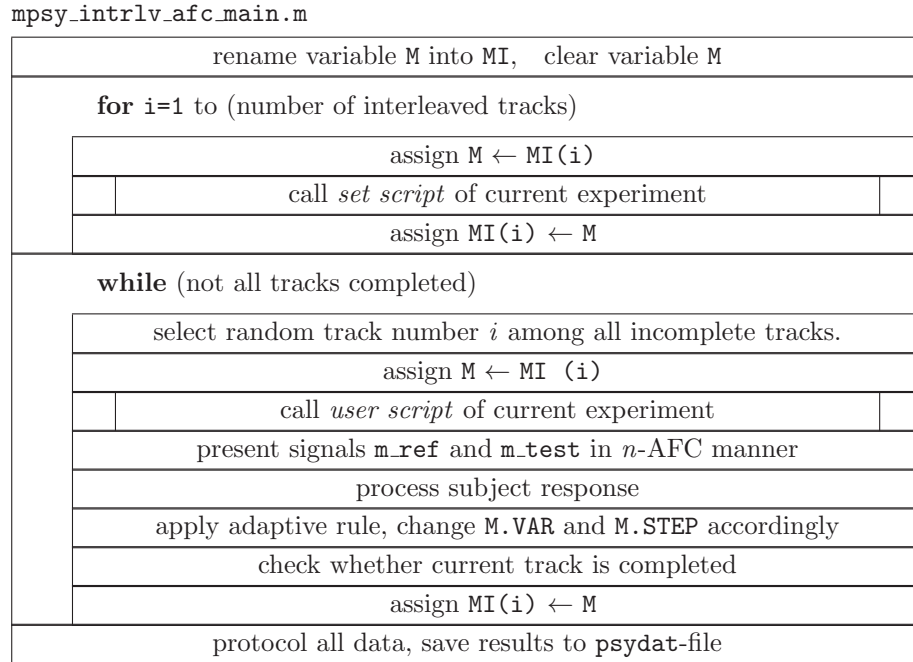 mpsy_intrlv_afc_main.m
rename variable M into MI, clear variable M
for i=1 to (number of interleaved tracks)
assign M ← MI(i)
call set script of current experiment
assign MI(i) ← M
while (not all tracks completed)
select random track number i among all incomplete tracks.
assign M ← MI (i)
call user script of current experiment
present signals m_ref and m_test in n-AFC manner
process subject response
apply adaptive rule, change M.VAR and M.STEP accordingly
check whether current track is completed
assign MI(i) ← M
protocol all data, save results to psydat-file